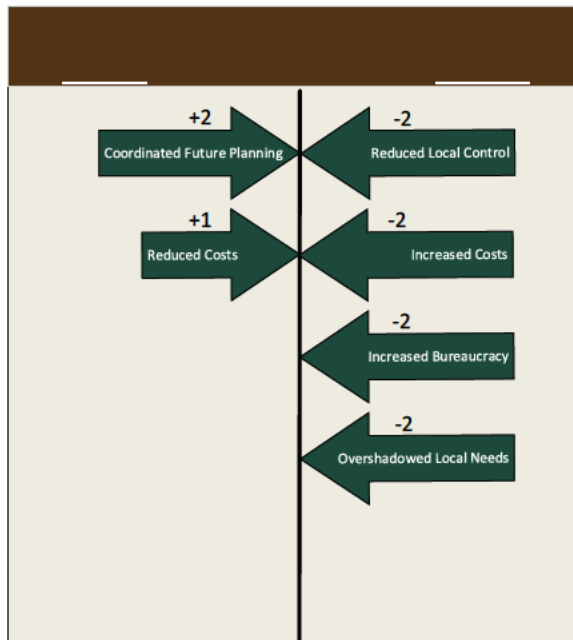 +2
Coordinated Future Planning
-2
Reduced Local Control
+1
Reduced Costs
-2
Increased Costs
-2
Increased Bureaucracy
-2
Overshadowed Local Needs